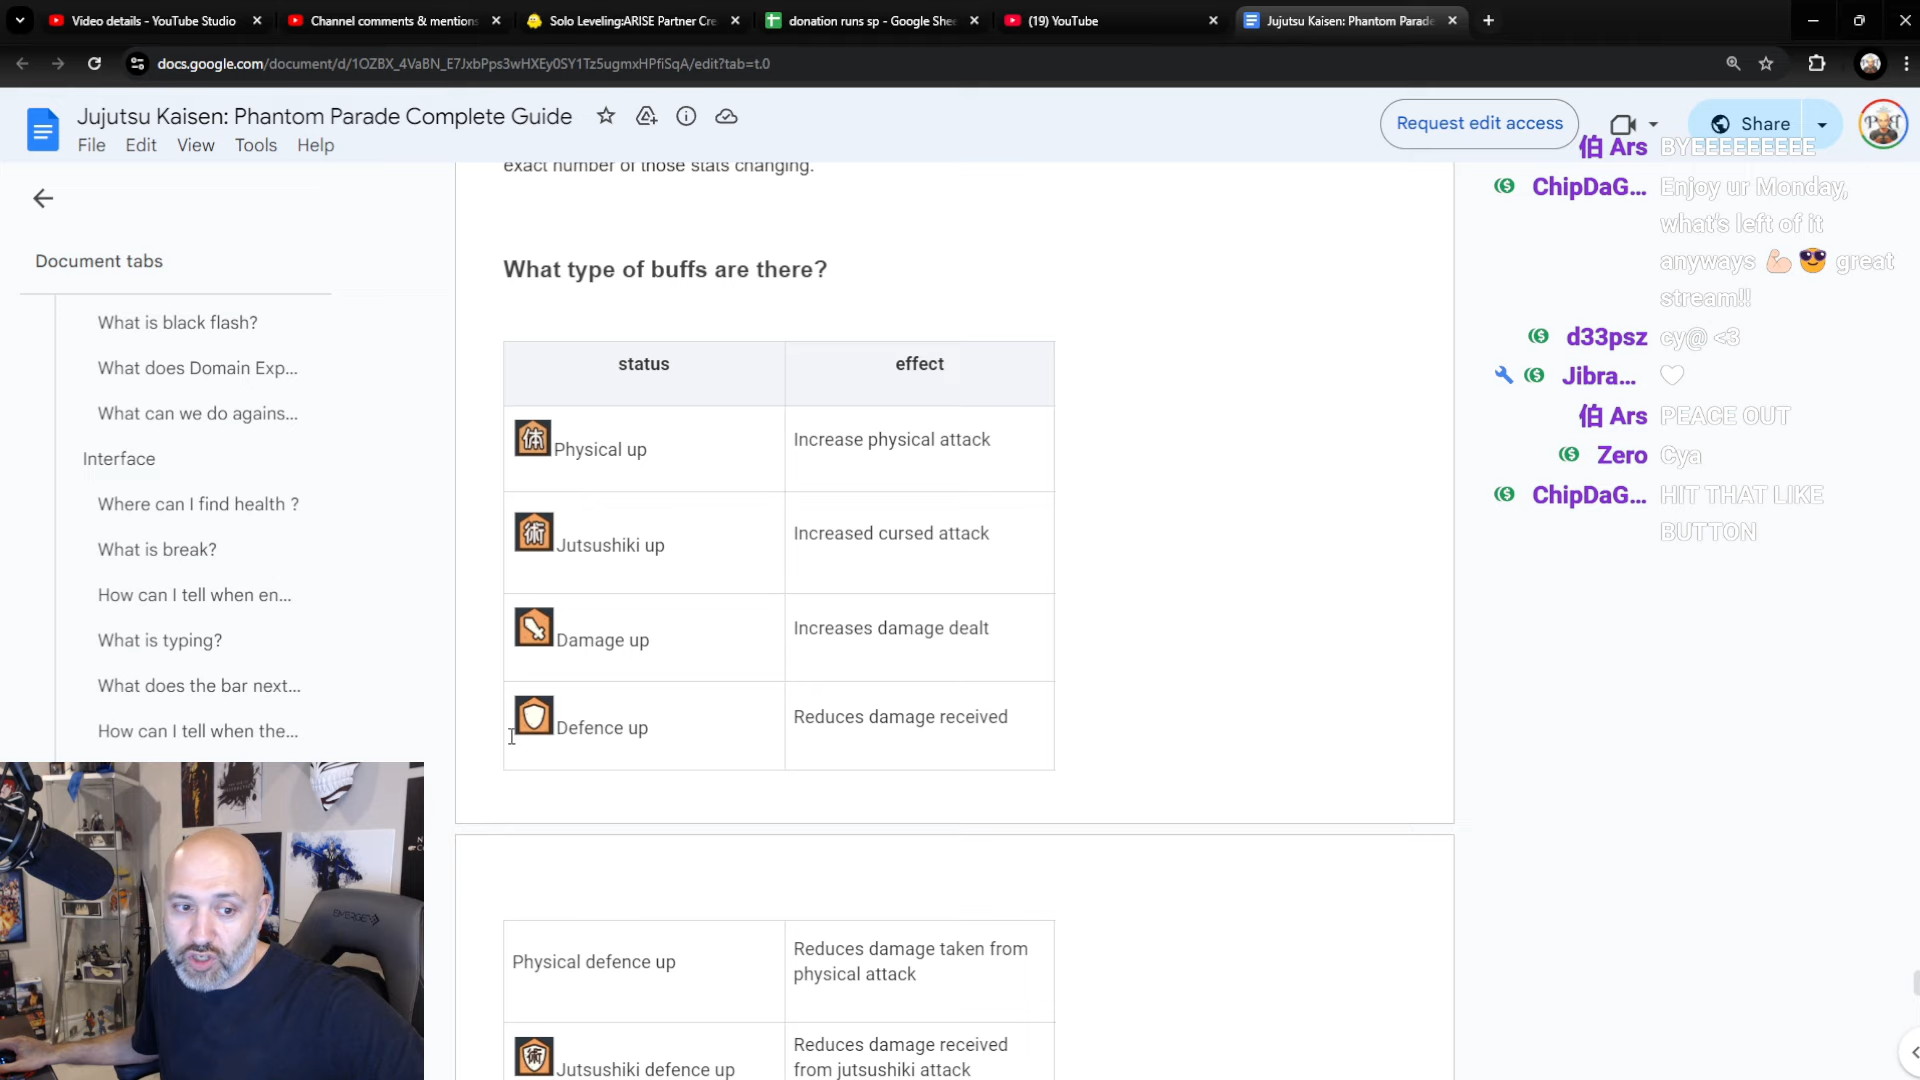 Video details - YouTube Studio
Channel comments & mentions
Solo Leveling:ARISE Partner Cre
donation runs sp - Google Shee
(19) YouTube
Jujutsu Kaisen: Phantom Parade
docs.google.com/document/d/1OZBX_4VaBN_E7JxbPps3wHXEy0SY1Tz5ugmxHPfiSqA/edit?tab=t.0
Jujutsu Kaisen: Phantom Parade Complete Guide
File Edit View Tools Help
Request edit access
Share
Document tabs
What is black flash?
What does Domain Exp...
What can we do agains...
Interface
Where can I find health ?
What is break?
How can I tell when en...
What is typing?
What does the bar next...
How can I tell when the...
exact number of those stats changing.
What type of buffs are there?
status effect
体 Physical up Increase physical attack
術 Jutsushiki up Increased cursed attack
Damage up Increases damage dealt
Defence up Reduces damage received
Physical defence up Reduces damage taken from
physical attack
術 Jutsushiki defence up Reduces damage received
from jutsushiki attack
伯 Ars BYEEEEEEEEE
ChipDaG... Enjoy ur Monday,
what's left of it
anyways 💪🏻 😎 great
stream!!
d33psz cy@ <3
Jibra... ♡
伯 Ars PEACE OUT
Zero Cya
ChipDaG... HIT THAT LIKE
BUTTON